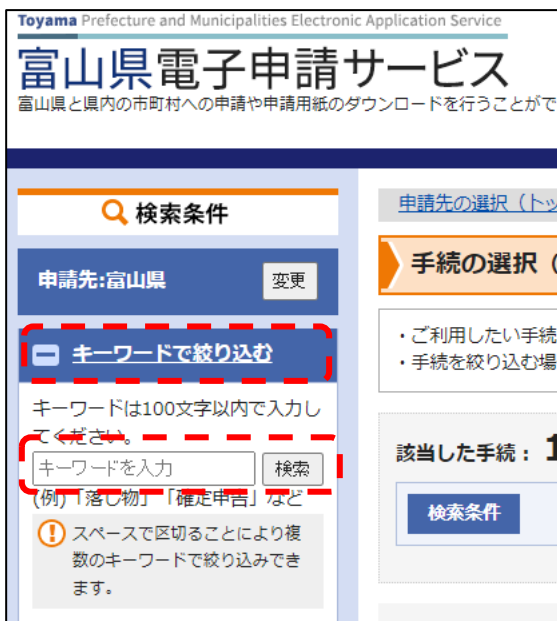 Toyama Prefecture and Municipalities Electronic Application Service
富山県電子申請サービス
富山県と県内の市町村への申請や申請用紙のダウンロードを行うことがで
検索条件
申請先:富山県 変更
キーワードで絞り込む
キーワードは100文字以内で入力し
てください。
キーワードを入力 検索
(例)「落し物」「確定申告」など
スペースで区切ることにより複
数のキーワードで絞り込みでき
ます。
申請先の選択（トッ
手続の選択（
・ご利用したい手続
・手続を絞り込む場
該当した手続： 1
検索条件